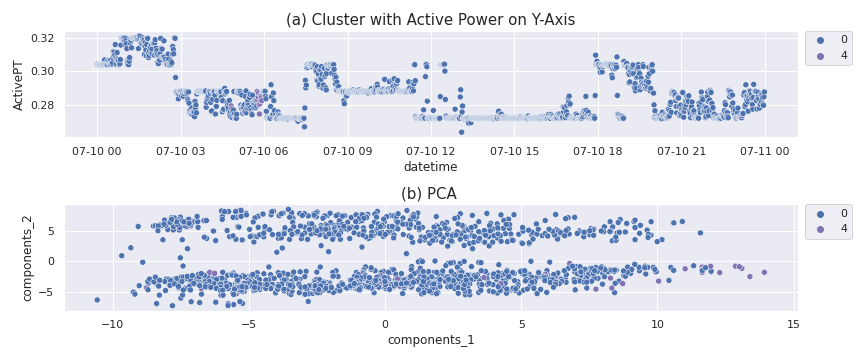 (a) Cluster with Active Power on Y-Axis
0.32
0.30
0.28
ActivePT
07-10 00 07-10 03 07-10 06 07-10 09 07-10 12 07-10 15 07-10 18 07-10 21 07-11 00
datetime
0
4
(b) PCA
5
0
−5
components_2
−10 −5 0 5 10 15
components_1
0
4